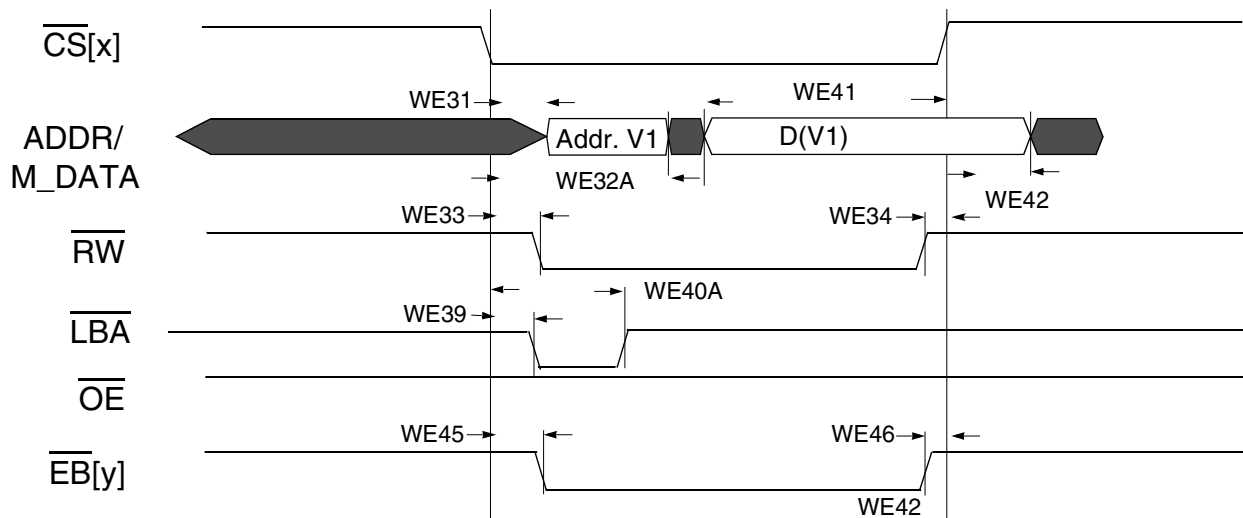 CS[x]
WE31
WE41
ADDR/
M_DATA
Addr. V1
D(V1)
WE32A
WE42
WE33
WE34
RW
WE40A
WE39
LBA
OE
WE45
WE46
EB[y]
WE42